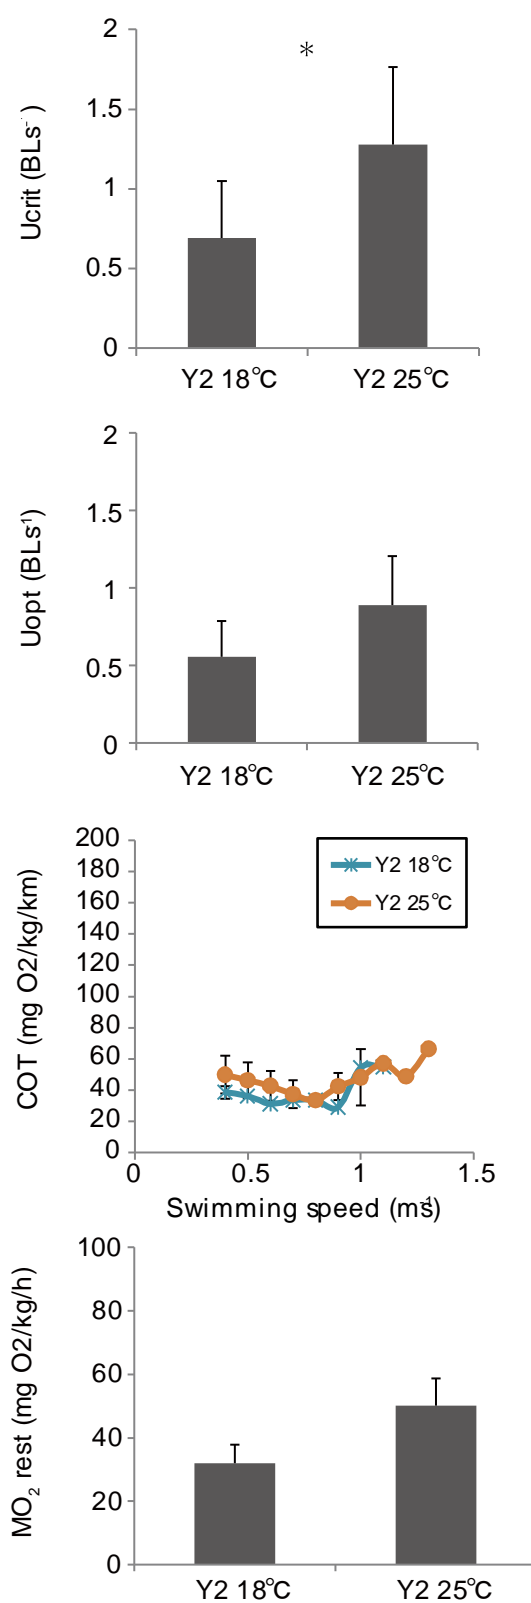 2
*
1.5
Ucrit (BLs⁻¹)
1
0.5
0
Y2 18°C Y2 25°C
2
1.5
Uopt (BLs¹)
1
0.5
0
Y2 18°C Y2 25°C
200
180
160
140
120
100
80
60
40
20
0
COT (mg O2/kg/km)
Y2 18°C
Y2 25°C
0 0.5 1 1.5
Swimming speed (ms⁻¹)
100
80
60
40
20
0
MO₂ rest (mg O2/kg/h)
Y2 18°C Y2 25°C